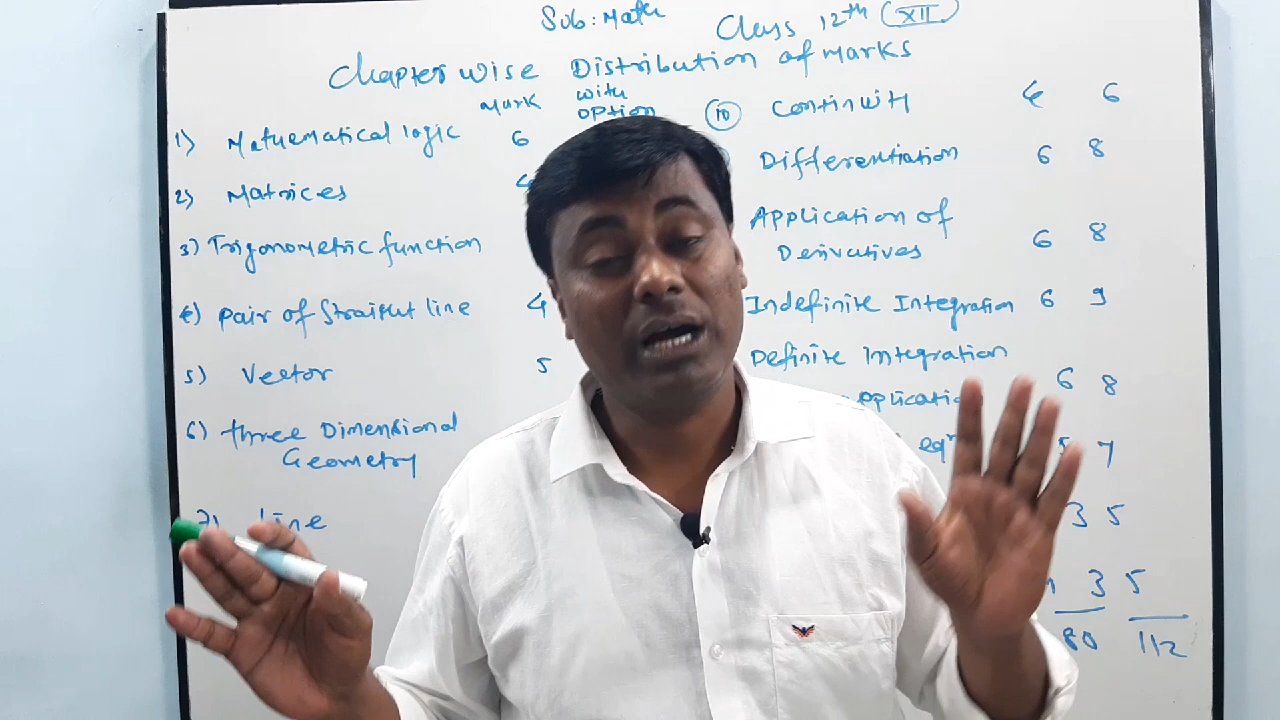 Sub: Math
Class 12th (XII)
Chapter wise Distribution of marks
Mark with option
1) Mathematical logic 6
2) Matrices
3) Trigonometric function
4) Pair of Straight line 4
5) Vector 5
6) three Dimensional
Geometry
7) line
10 Continuity 4 6
Differentiation 6 8
Application of
Derivatives 6 8
Indefinite Integration 6 9
Definite Integration
6 8
eqn 7
3 5
3 5
80 112